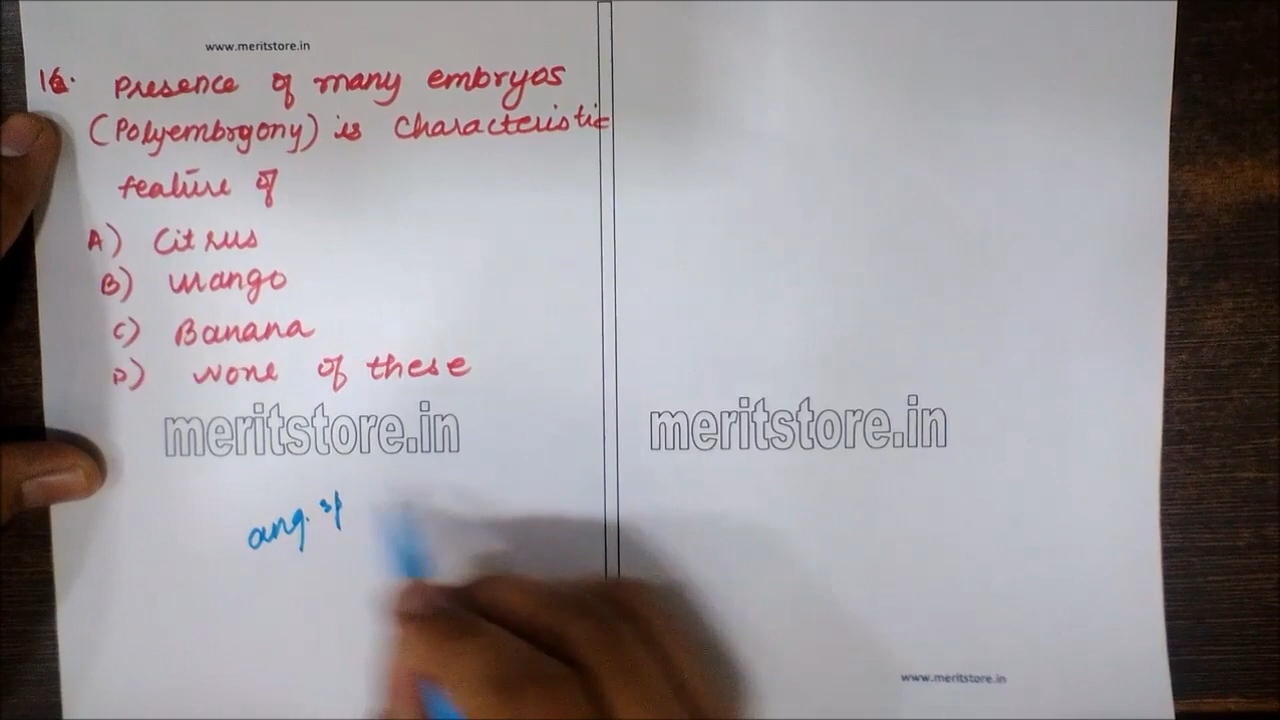 www.meritstore.in
16. Presence of many embryos
(Polyembryony) is characteristic
feature of
A) Citrus
B) Mango
C) Banana
D) None of these
meritstore.in
meritstore.in
ang. sp
www.meritstore.in